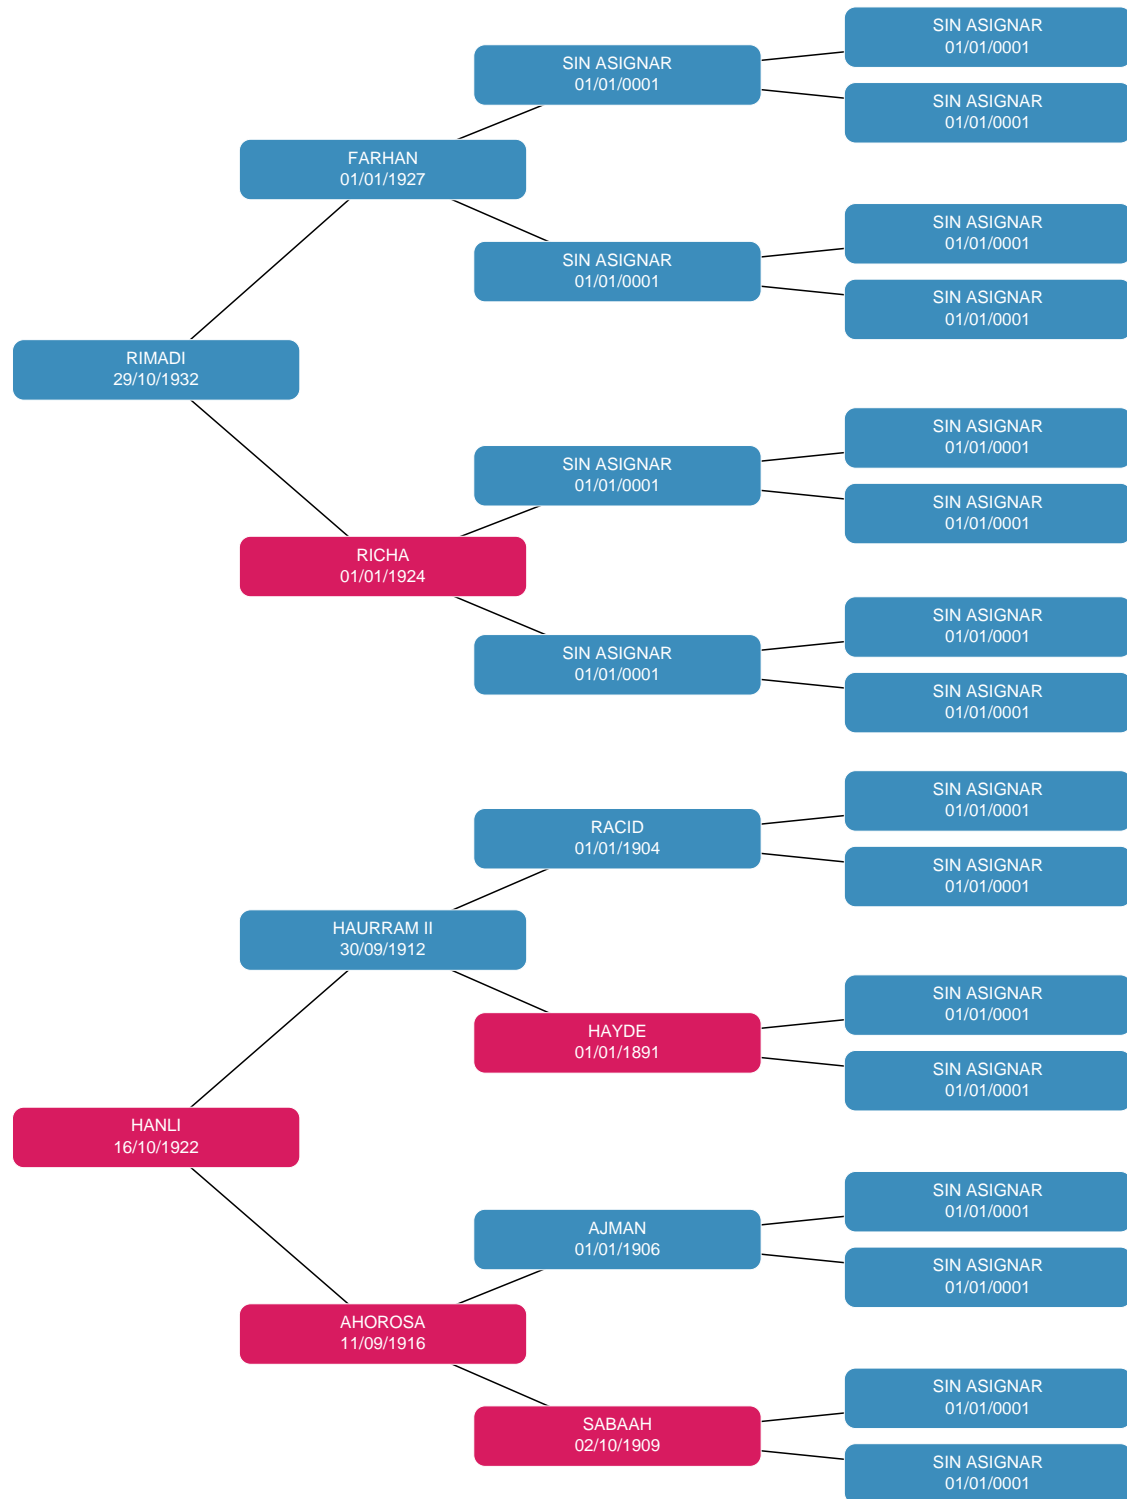 SIN ASIGNAR
01/01/0001
SIN ASIGNAR
01/01/0001
SIN ASIGNAR
01/01/0001
FARHAN
01/01/1927
SIN ASIGNAR
01/01/0001
SIN ASIGNAR
01/01/0001
SIN ASIGNAR
01/01/0001
RIMADI
29/10/1932
SIN ASIGNAR
01/01/0001
SIN ASIGNAR
01/01/0001
SIN ASIGNAR
01/01/0001
RICHA
01/01/1924
SIN ASIGNAR
01/01/0001
SIN ASIGNAR
01/01/0001
SIN ASIGNAR
01/01/0001
SIN ASIGNAR
01/01/0001
RACID
01/01/1904
SIN ASIGNAR
01/01/0001
HAURRAM II
30/09/1912
SIN ASIGNAR
01/01/0001
HAYDE
01/01/1891
SIN ASIGNAR
01/01/0001
HANLI
16/10/1922
SIN ASIGNAR
01/01/0001
AJMAN
01/01/1906
SIN ASIGNAR
01/01/0001
AHOROSA
11/09/1916
SIN ASIGNAR
01/01/0001
SABAAH
02/10/1909
SIN ASIGNAR
01/01/0001